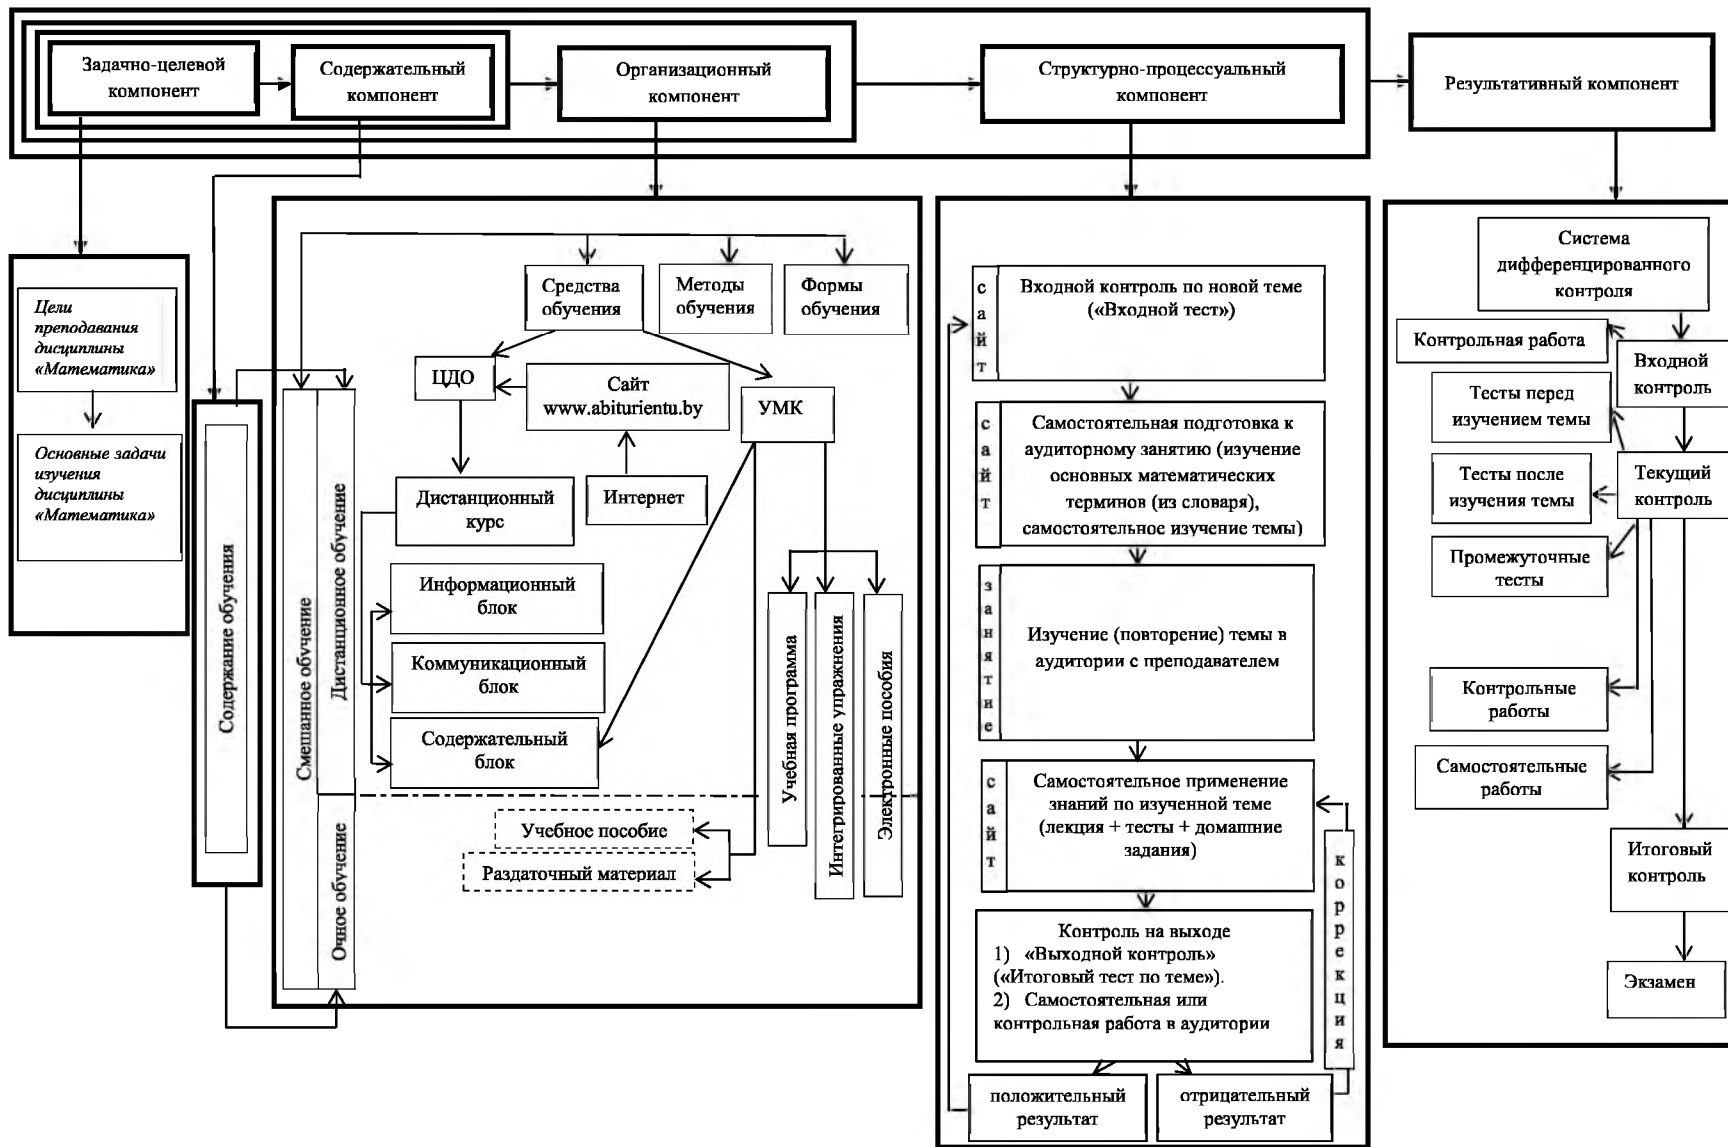 Задачно-целевой
компонент
Содержательный
компонент
Организационный
компонент
Структурно-процессуальный
компонент
Результативный компонент
Цели
преподавания
дисциплины
«Математика»
Основные задачи
изучения
дисциплины
«Математика»
Содержание обучения
Смешанное обучение
Дистанционное обучение
Очное обучение
Средства
обучения
Методы
обучения
Формы
обучения
ЦДО
Сайт
www.abiturientu.by
УМК
Дистанционный
курс
Интернет
Информационный
блок
Коммуникационный
блок
Содержательный
блок
Учебная программа
Интегрированные упражнения
Электронные пособия
Учебное пособие
Раздаточный материал
сайт
Входной контроль по новой теме
(«Входной тест»)
сайт
Самостоятельная подготовка к
аудиторному занятию (изучение
основных математических
терминов (из словаря),
самостоятельное изучение темы)
занятие
Изучение (повторение) темы в
аудитории с преподавателем
сайт
Самостоятельное применение
знаний по изученной теме
(лекция + тесты + домашние
задания)
коррекция
Контроль на выходе
1) «Выходной контроль»
(«Итоговый тест по теме»).
2) Самостоятельная или
контрольная работа в аудитории
положительный
результат
отрицательный
результат
Система
дифференцированного
контроля
Контрольная работа
Входной
контроль
Тесты перед
изучением темы
Тесты после
изучения темы
Текущий
контроль
Промежуточные
тесты
Контрольные
работы
Самостоятельные
работы
Итоговый
контроль
Экзамен